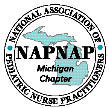 NATIONAL ASSOCIATION OF
NAPNAP
Michigan
Chapter
PEDIATRIC NURSE PRACTITIONERS